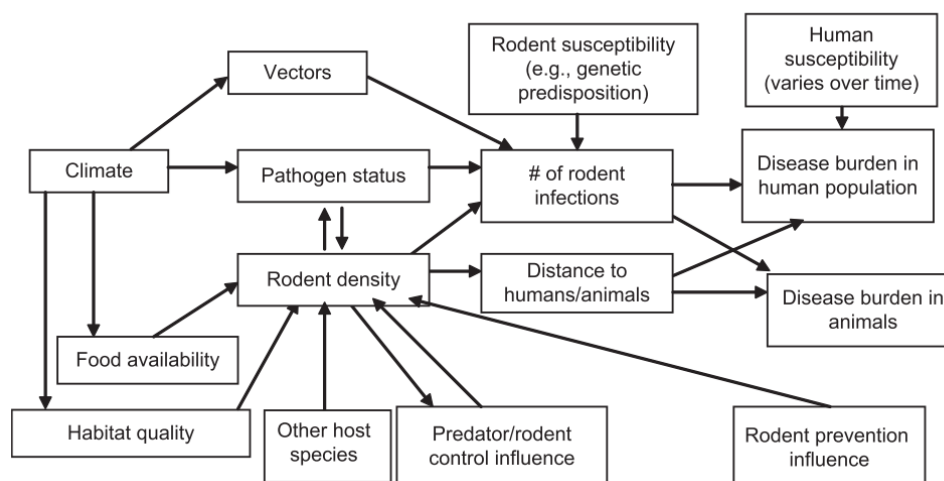 Rodent susceptibility
(e.g., genetic
predisposition)
Human
susceptibility
(varies over time)
Vectors
Climate
Pathogen status
# of rodent
infections
Disease burden in
human population
Rodent density
Distance to
humans/animals
Disease burden in
animals
Food availability
Habitat quality
Other host
species
Predator/rodent
control influence
Rodent prevention
influence